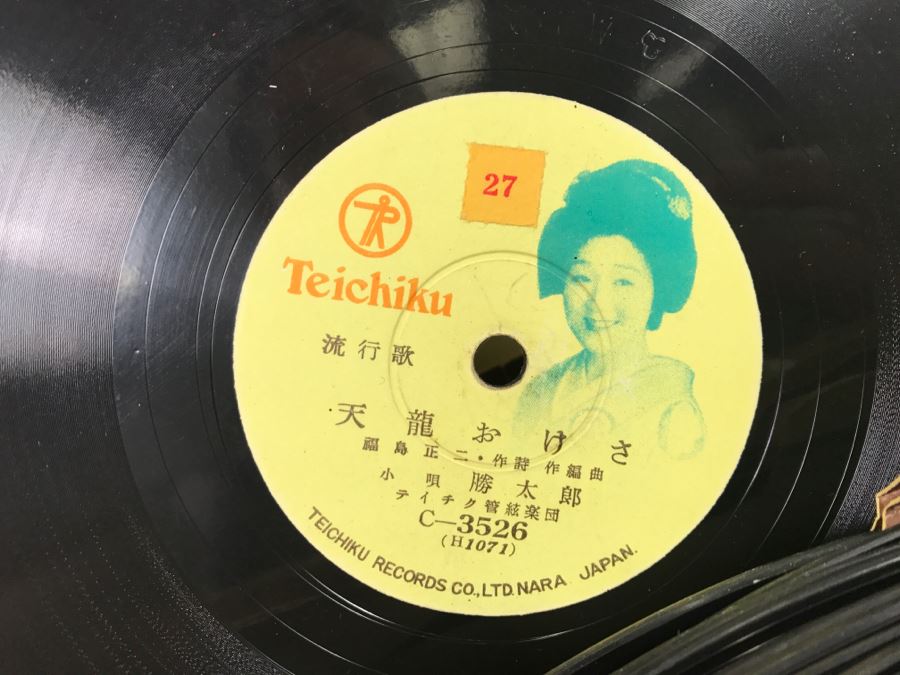 27
Teichiku
流行歌
天龍おけさ
福島正二・作詩 作編曲
小唄 勝太郎
テイチク管絃楽団
C-3526
(H1071)
TEICHIKU RECORDS CO., LTD. NARA. JAPAN.